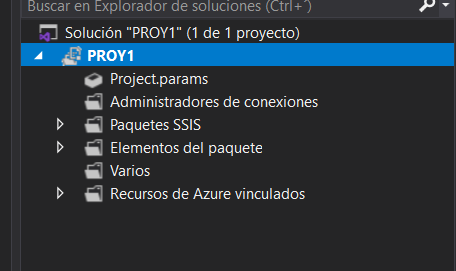 Buscar en Explorador de soluciones (Ctrl+´)
Solución "PROY1" (1 de 1 proyecto)
PROY1
Project.params
Administradores de conexiones
Paquetes SSIS
Elementos del paquete
Varios
Recursos de Azure vinculados